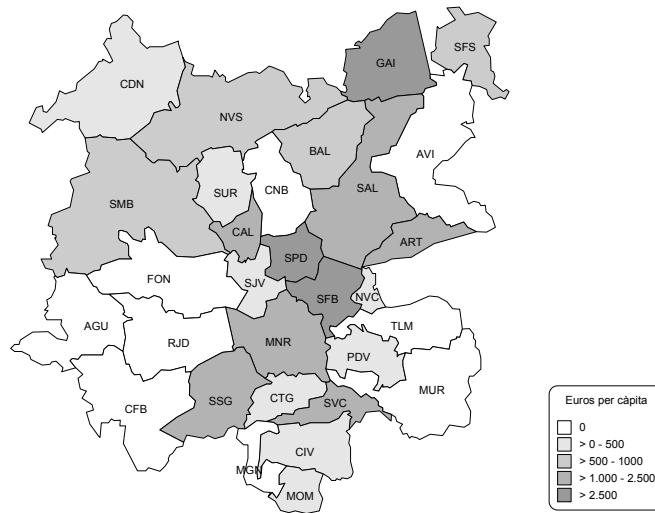 SFS
GAI
CDN
NVS
BAL
AVI
SUR
CNB
SAL
SMB
CAL
ART
SPD
FON
SJV
SFB
NVC
AGU
TLM
RJD
MNR
PDV
MUR
SSG
CTG
SVC
CFB
CIV
MGN
MOM
Euros per càpita
0
> 0 - 500
> 500 - 1000
> 1.000 - 2.500
> 2.500